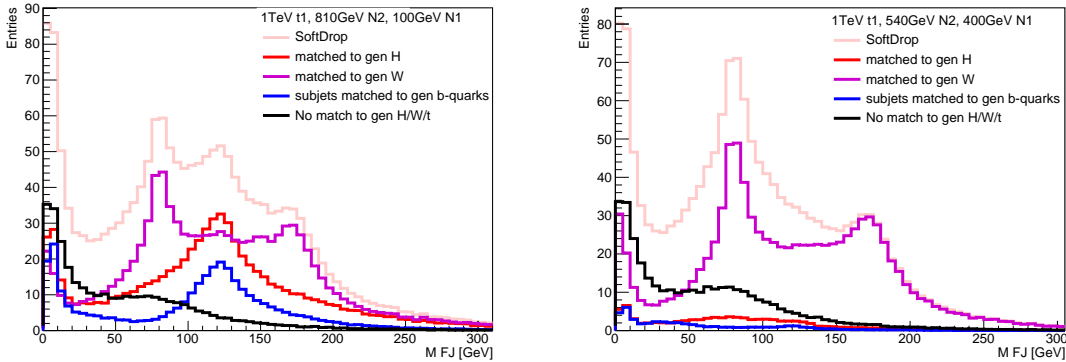 1TeV t1, 810GeV N2, 100GeV N1
SoftDrop
matched to gen H
matched to gen W
subjets matched to gen b-quarks
No match to gen H/W/t
Entries
90
80
70
60
50
40
30
20
10
0
0 50 100 150 200 250 300
M FJ [GeV]
1TeV t1, 540GeV N2, 400GeV N1
SoftDrop
matched to gen H
matched to gen W
subjets matched to gen b-quarks
No match to gen H/W/t
Entries
80
70
60
50
40
30
20
10
0
0 50 100 150 200 250 300
M FJ [GeV]